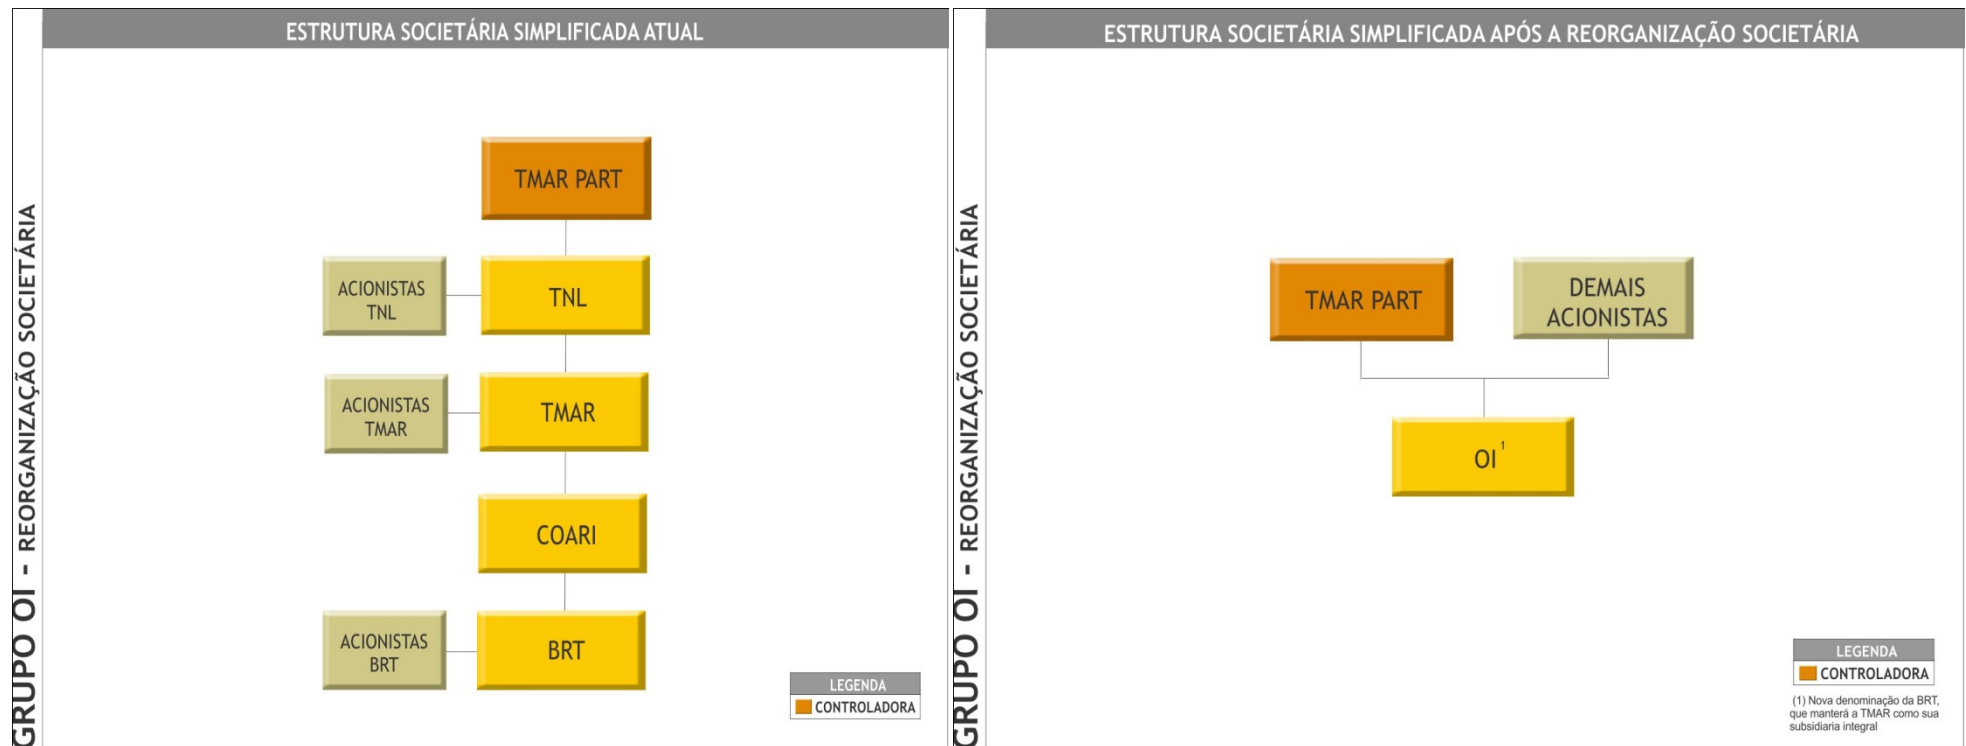 ESTRUTURA SOCIETÁRIA SIMPLIFICADA ATUAL
GRUPO OI - REORGANIZAÇÃO SOCIETÁRIA
TMAR PART
ACIONISTAS
TNL
TNL
ACIONISTAS
TMAR
TMAR
COARI
ACIONISTAS
BRT
BRT
LEGENDA
CONTROLADORA
ESTRUTURA SOCIETÁRIA SIMPLIFICADA APÓS A REORGANIZAÇÃO SOCIETÁRIA
GRUPO OI - REORGANIZAÇÃO SOCIETÁRIA
TMAR PART
DEMAIS
ACIONISTAS
OI 1
LEGENDA
CONTROLADORA
(1) Nova denominação da BRT,
que manterá a TMAR como sua
subsidiaria integral